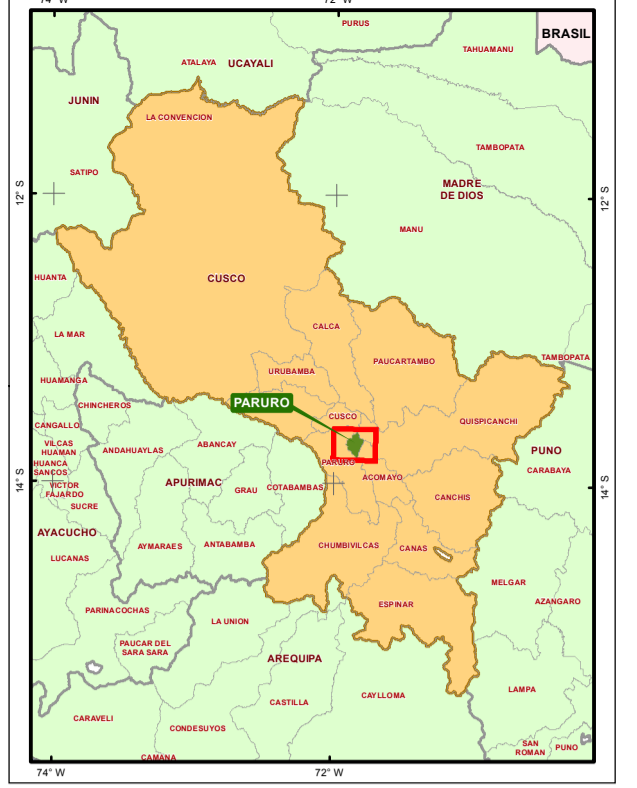 74° W
72° W
PURUS
BRASIL
TAHUAMANU
ATALAYA
UCAYALI
JUNIN
LA CONVENCION
TAMBOPATA
SATIPO
12° S
MADRE
DE DIOS
12° S
MANU
HUANTA
CUSCO
CALCA
LA MAR
PAUCARTAMBO
TAMBOPATA
URUBAMBA
HUAMANGA
PARURO
CHINCHEROS
CUSCO
QUISPICANCHI
CANGALLO
VILCAS
HUAMAN
ANDAHUAYLAS
ABANCAY
PUNO
HUANCA
SANCOS
PARURO
CARABAYA
ACOMAYO
14° S
VICTOR
FAJARDO
APURIMAC
GRAU
COTABAMBAS
14° S
CANCHIS
SUCRE
AYACUCHO
AYMARAES
ANTABAMBA
CHUMBIVILCAS
CANAS
LUCANAS
MELGAR
ESPINAR
AZANGARO
PARINACOCHAS
LA UNION
PAUCAR DEL
SARA SARA
AREQUIPA
CAYLLOMA
LAMPA
CASTILLA
CARAVELI
CONDESUYOS
SAN
ROMAN
PUNO
CAMANA
74° W
72° W